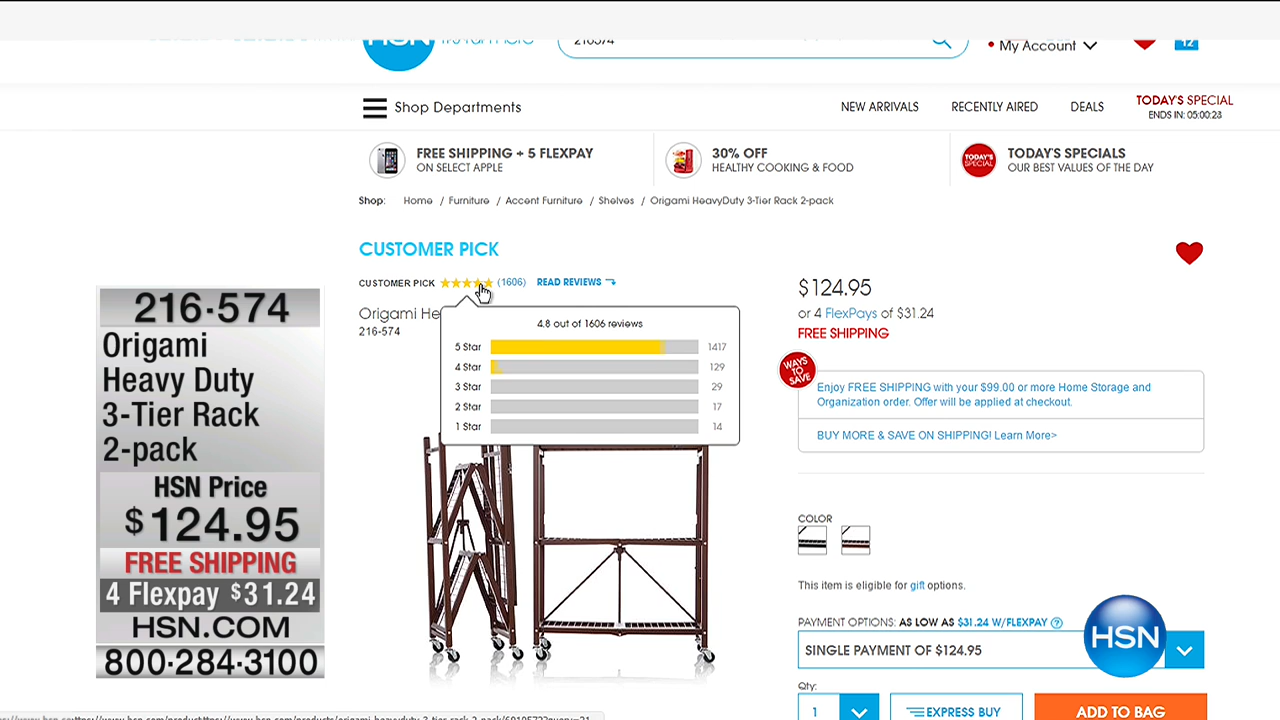 HSN
216574
My Account
12
Shop Departments
NEW ARRIVALS
RECENTLY AIRED
DEALS
TODAY'S SPECIAL
ENDS IN: 05:00:23
FREE SHIPPING + 5 FLEXPAY
ON SELECT APPLE
30% OFF
HEALTHY COOKING & FOOD
TODAY'S SPECIAL
TODAY'S SPECIALS
OUR BEST VALUES OF THE DAY
Shop: Home / Furniture / Accent Furniture / Shelves / Origami HeavyDuty 3-Tier Rack 2-pack
CUSTOMER PICK
CUSTOMER PICK (1606) READ REVIEWS
Origami He
216-574
4.8 out of 1606 reviews
5 Star 1417
4 Star 129
3 Star 29
2 Star 17
1 Star 14
$124.95
or 4 FlexPays of $31.24
FREE SHIPPING
WAYS TO SAVE
Enjoy FREE SHIPPING with your $99.00 or more Home Storage and
Organization order. Offer will be applied at checkout.
BUY MORE & SAVE ON SHIPPING! Learn More>
COLOR
This item is eligible for gift options.
PAYMENT OPTIONS: AS LOW AS $31.24 W/FLEXPAY ?
SINGLE PAYMENT OF $124.95
Qty:
1
EXPRESS BUY
ADD TO BAG
HSN
216-574
Origami
Heavy Duty
3-Tier Rack
2-pack
HSN Price
$124.95
FREE SHIPPING
4 Flexpay $31.24
HSN.COM
800-284-3100